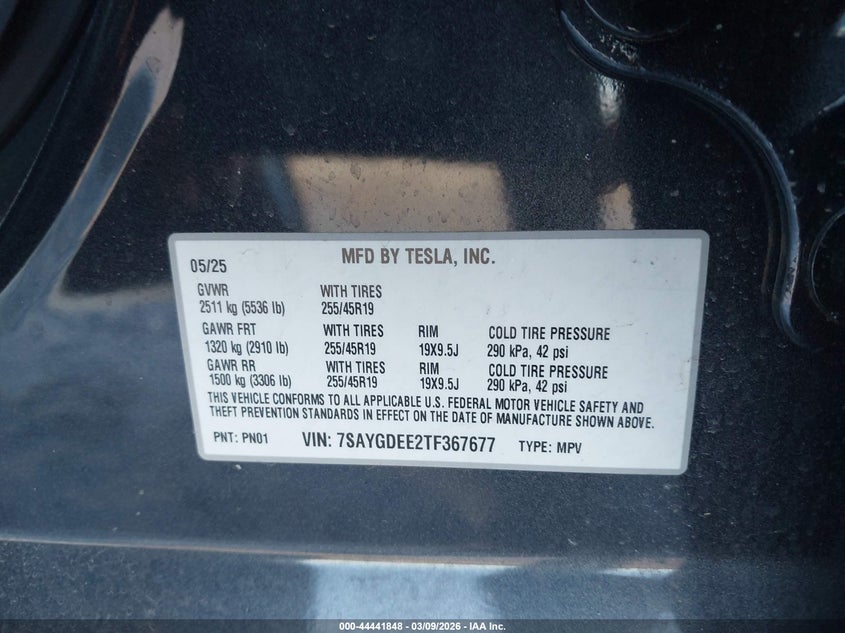 05/25
MFD BY TESLA, INC.
GVWR WITH TIRES
2511 kg (5536 lb) 255/45R19
GAWR FRT WITH TIRES RIM COLD TIRE PRESSURE
1320 kg (2910 lb) 255/45R19 19X9.5J 290 kPa, 42 psi
GAWR RR WITH TIRES RIM COLD TIRE PRESSURE
1500 kg (3306 lb) 255/45R19 19X9.5J 290 kPa, 42 psi
THIS VEHICLE CONFORMS TO ALL APPLICABLE U.S. FEDERAL MOTOR VEHICLE SAFETY AND
THEFT PREVENTION STANDARDS IN EFFECT ON THE DATE OF MANUFACTURE SHOWN ABOVE.
PNT: PN01 VIN: 7SAYGDEE2TF367677 TYPE: MPV
000-44441848 - 03/09/2026 - IAA Inc.